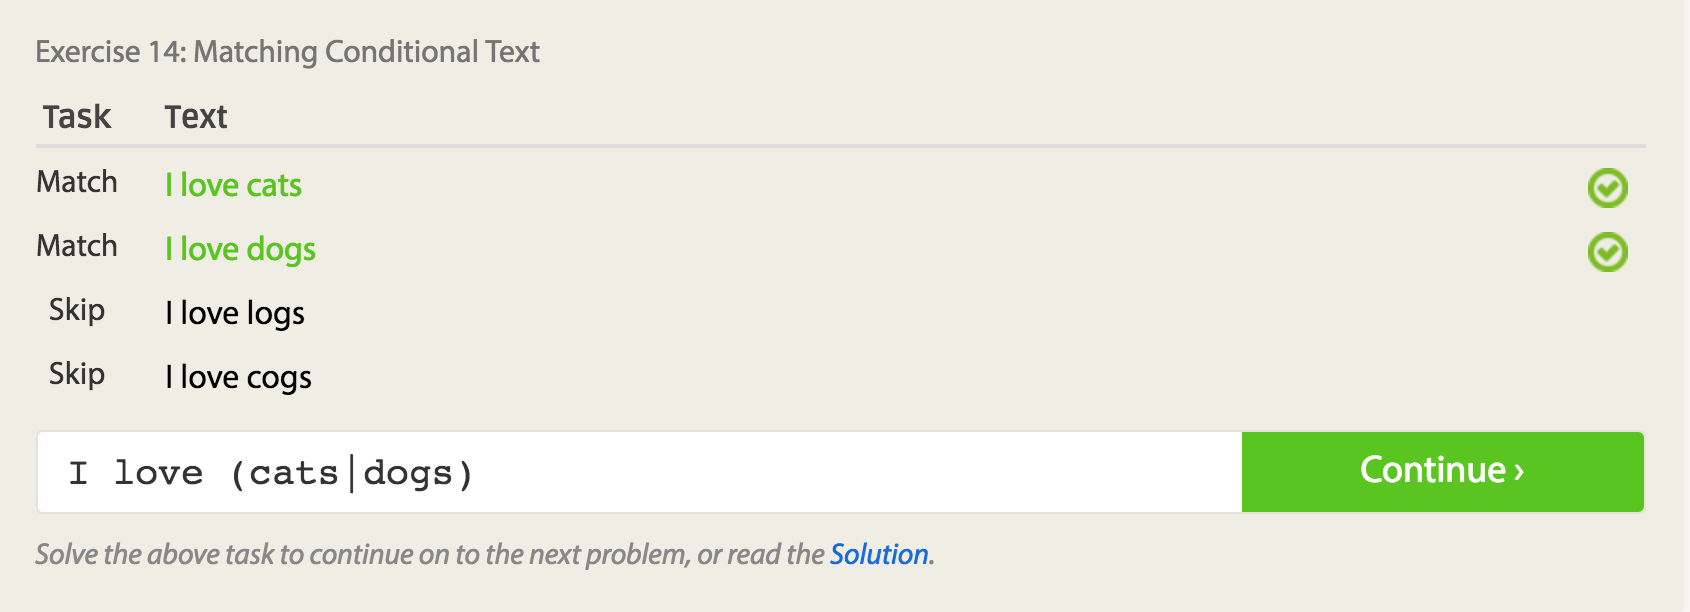 Exercise 14: Matching Conditional Text
Task Text
Match I love cats
Match I love dogs
Skip I love logs
Skip I love cogs
I love (cats|dogs)
Continue ›
Solve the above task to continue on to the next problem, or read the Solution.